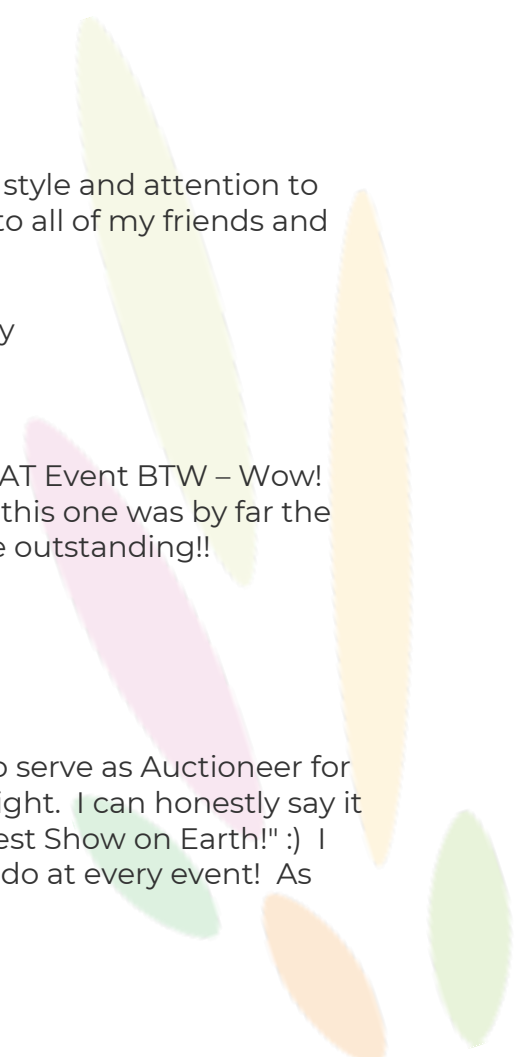 style and attention to
to all of my friends and
y
AT Event BTW – Wow!
this one was by far the
e outstanding!!
o serve as Auctioneer for
ight.  I can honestly say it
est Show on Earth!" :)  I
do at every event!  As